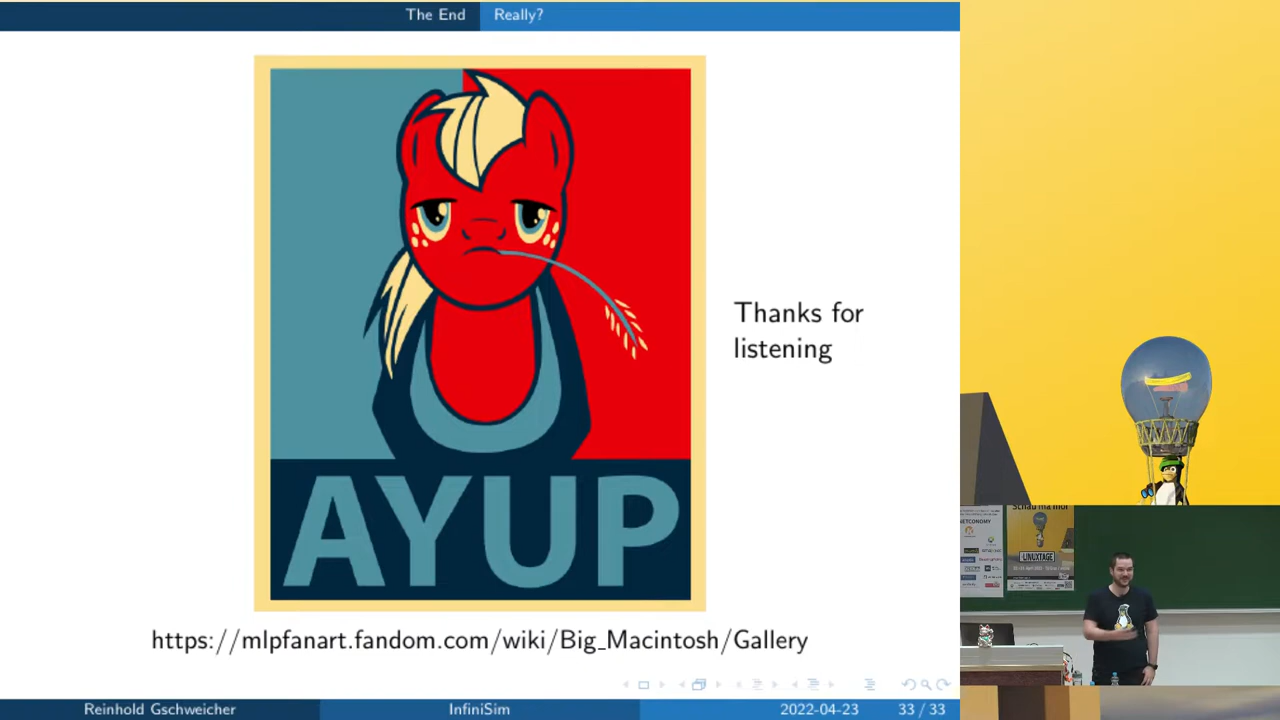 The End
Really?
AYUP
Thanks for
listening
https://mlpfanart.fandom.com/wiki/Big_Macintosh/Gallery
Reinhold Gschweicher
InfiniSim
2022-04-23
33 / 33
NETCONOMY
LINUXTAGE